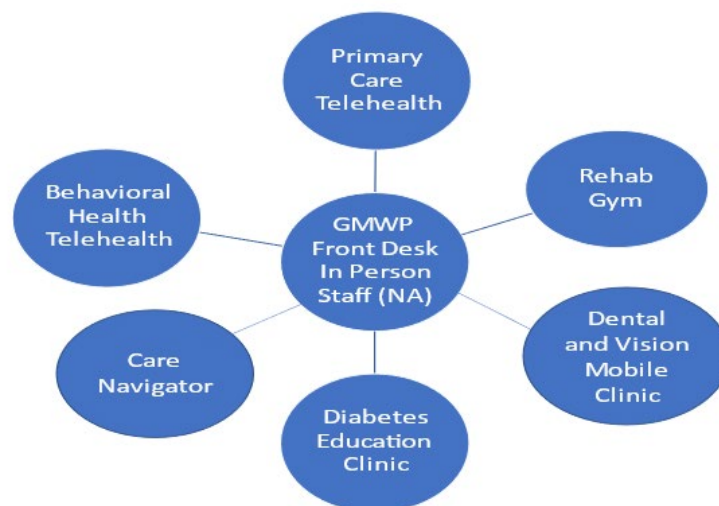 Primary
Care
Telehealth
Behavioral
Health
Telehealth
Rehab
Gym
GMWP
Front Desk
In Person
Staff (NA)
Care
Navigator
Dental
and Vision
Mobile
Clinic
Diabetes
Education
Clinic